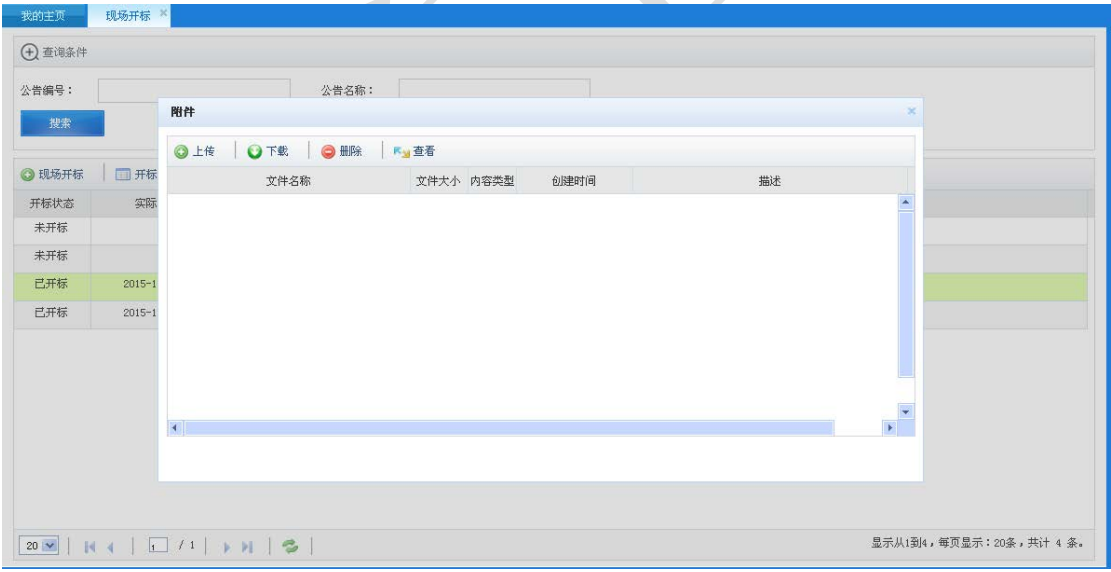 我的主页 现场开标
查询条件
公告编号： 公告名称：
搜索
附件
上传 下载 删除 查看
文件名称 文件大小 内容类型 创建时间 描述
现场开标 开标
开标状态 实际
未开标
未开标
已开标 2015-1
已开标 2015-1
20 1 / 1 显示从1到4，每页显示：20条，共计 4 条。